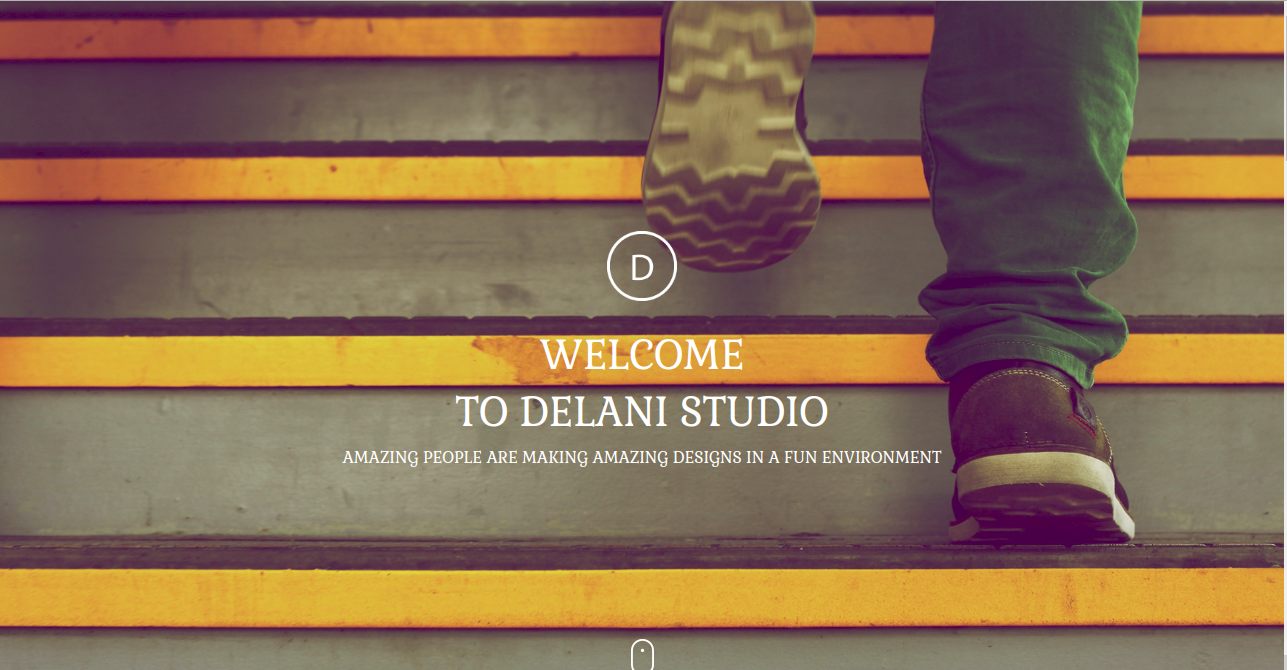 D
WELCOME
TO DELANI STUDIO
AMAZING PEOPLE ARE MAKING AMAZING DESIGNS IN A FUN ENVIRONMENT